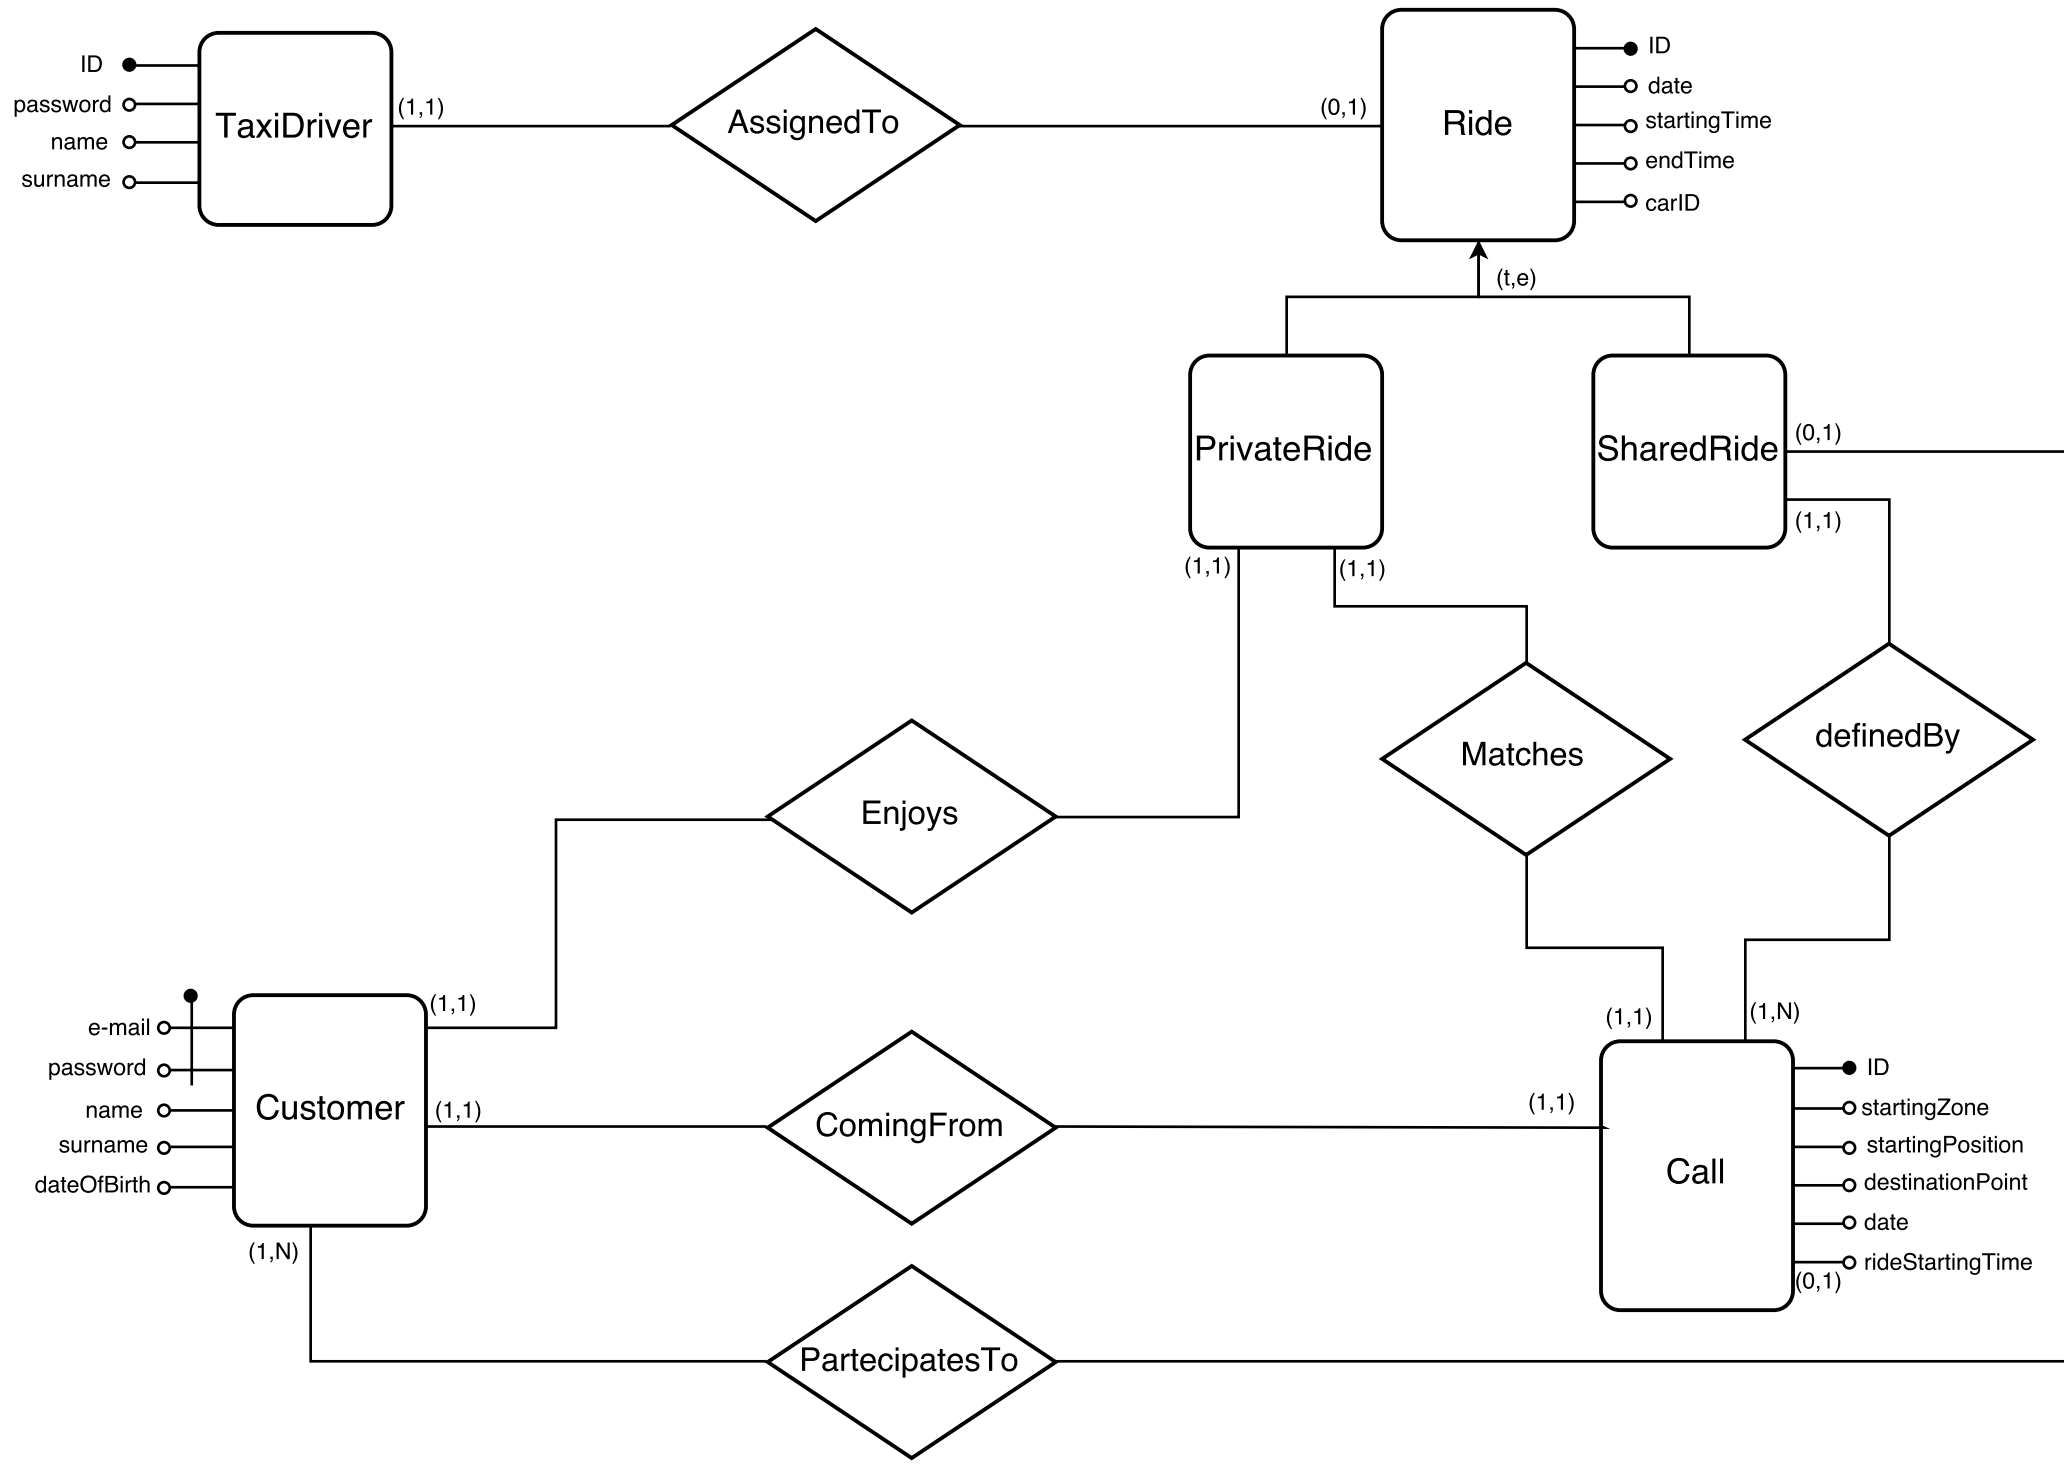 ID
password
name
surname
TaxiDriver
(1,1)
AssignedTo
(0,1)
Ride
ID
date
startingTime
endTime
carID
(t,e)
PrivateRide
SharedRide
(0,1)
(1,1)
(1,1)
(1,1)
Matches
definedBy
Enjoys
e-mail
password
name
surname
dateOfBirth
Customer
(1,1)
(1,1)
(1,N)
ComingFrom
(1,1)
(1,1)
(1,N)
Call
ID
startingZone
startingPosition
destinationPoint
date
rideStartingTime
(0,1)
PartecipatesTo